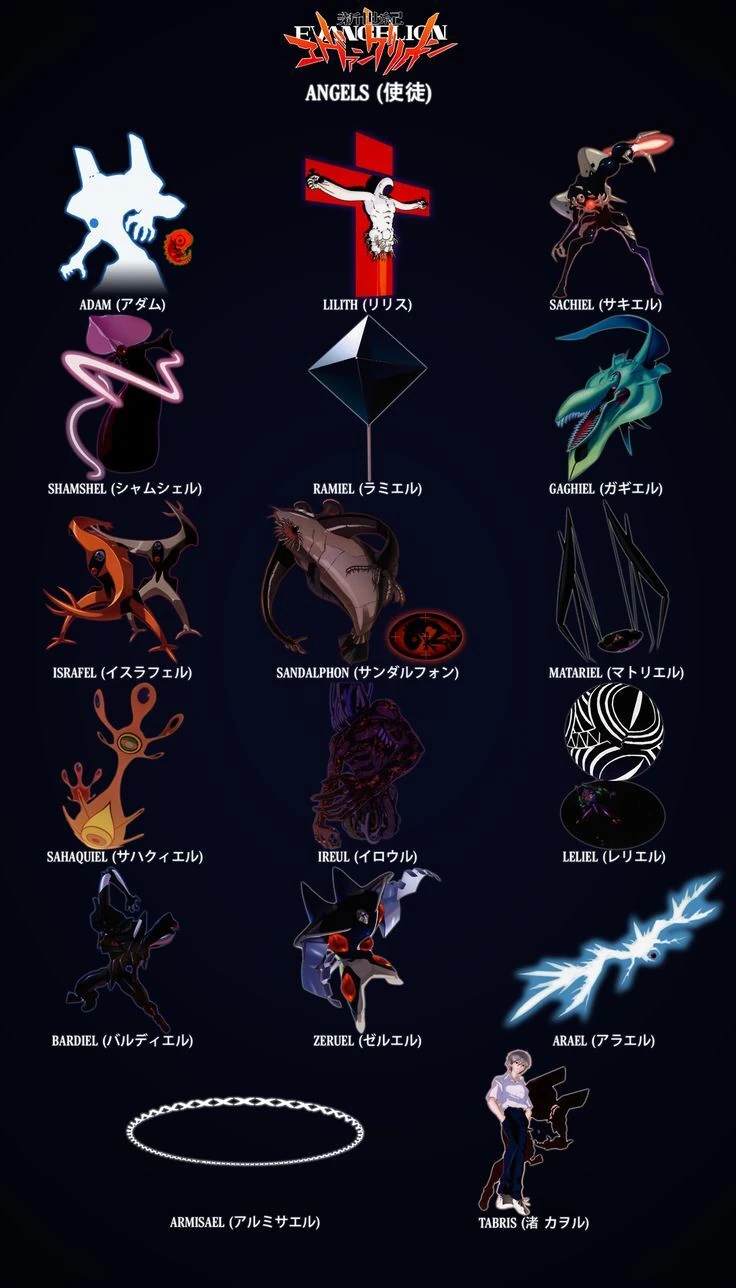 新世紀
EVANGELION
エヴァンゲリオン
ANGELS (使徒)
ADAM (アダム)
LILITH (リリス)
SACHIEL (サキエル)
SHAMSHEL (シャムシェル)
RAMIEL (ラミエル)
GAGHIEL (ガギエル)
ISRAFEL (イスラフェル)
SANDALPHON (サンダルフォン)
MATARIEL (マトリエル)
SAHAQUIEL (サハクィエル)
IREUL (イロウル)
LELIEL (レリエル)
BARDIEL (バルディエル)
ZERUEL (ゼルエル)
ARAEL (アラエル)
ARMISAEL (アルミサエル)
TABRIS (渚 カヲル)